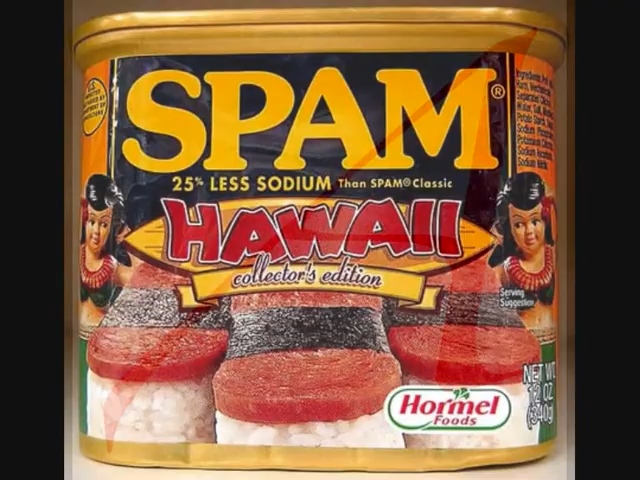 SPAM®
25% LESS SODIUM Than SPAM® Classic
HAWAII
collector's edition
Serving
Suggestion
NET WT
12 OZ
(340g)
Hormel
Foods